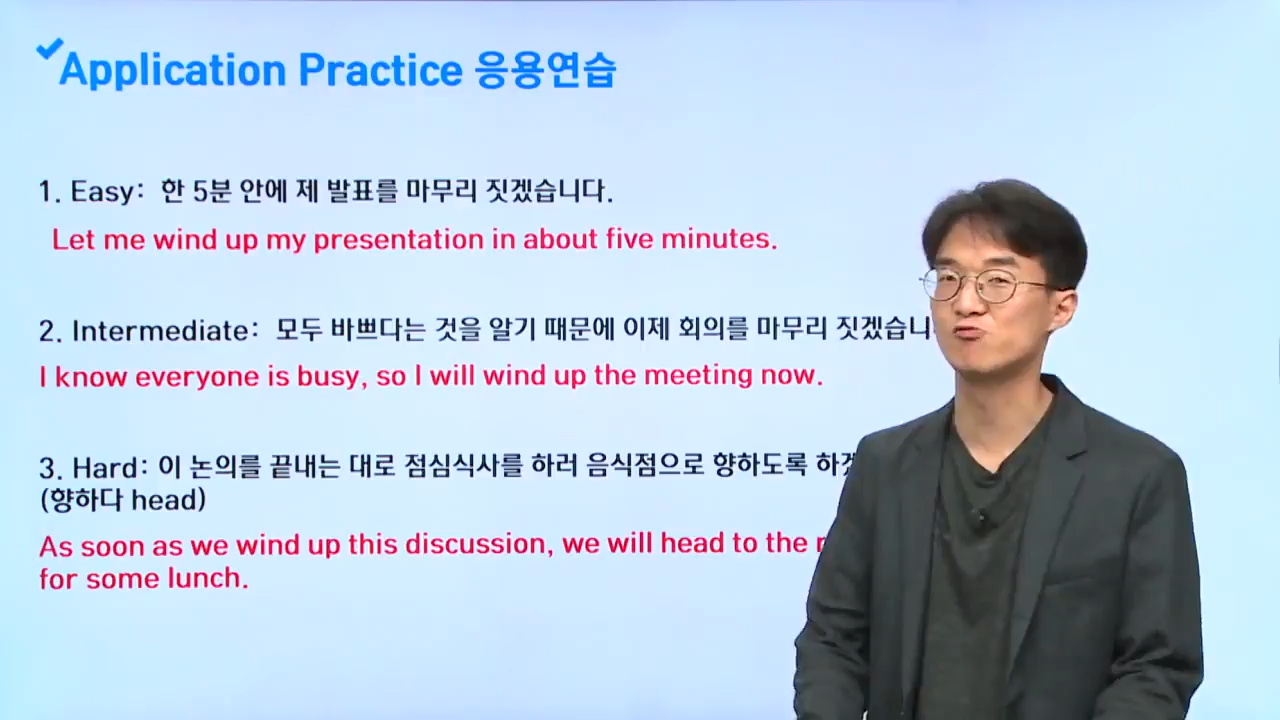 Application Practice 응용연습
1. Easy: 한 5분 안에 제 발표를 마무리 짓겠습니다.
Let me wind up my presentation in about five minutes.
2. Intermediate: 모두 바쁘다는 것을 알기 때문에 이제 회의를 마무리
I know everyone is busy, so I will wind up the meeting now.
3. Hard: 이 논의를 끝내는 대로 점심식사를 하러 음식점으로 향하도록
(향하다 head)
As soon as we wind up this discussion, we will head to the
for some lunch.